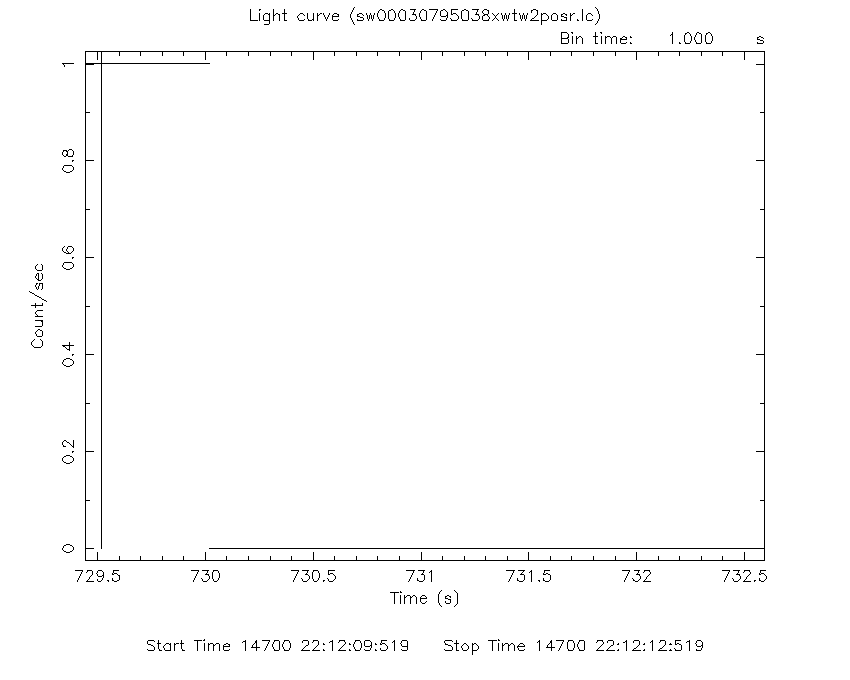 Light curve (sw00030795038xwtw2posr.lc)
Bin time: 1.000 s
1
0.8
0.6
0.4
0.2
0
Count/sec
729.5 730 730.5 731 731.5 732 732.5
Time (s)
Start Time 14700 22:12:09:519 Stop Time 14700 22:12:12:519